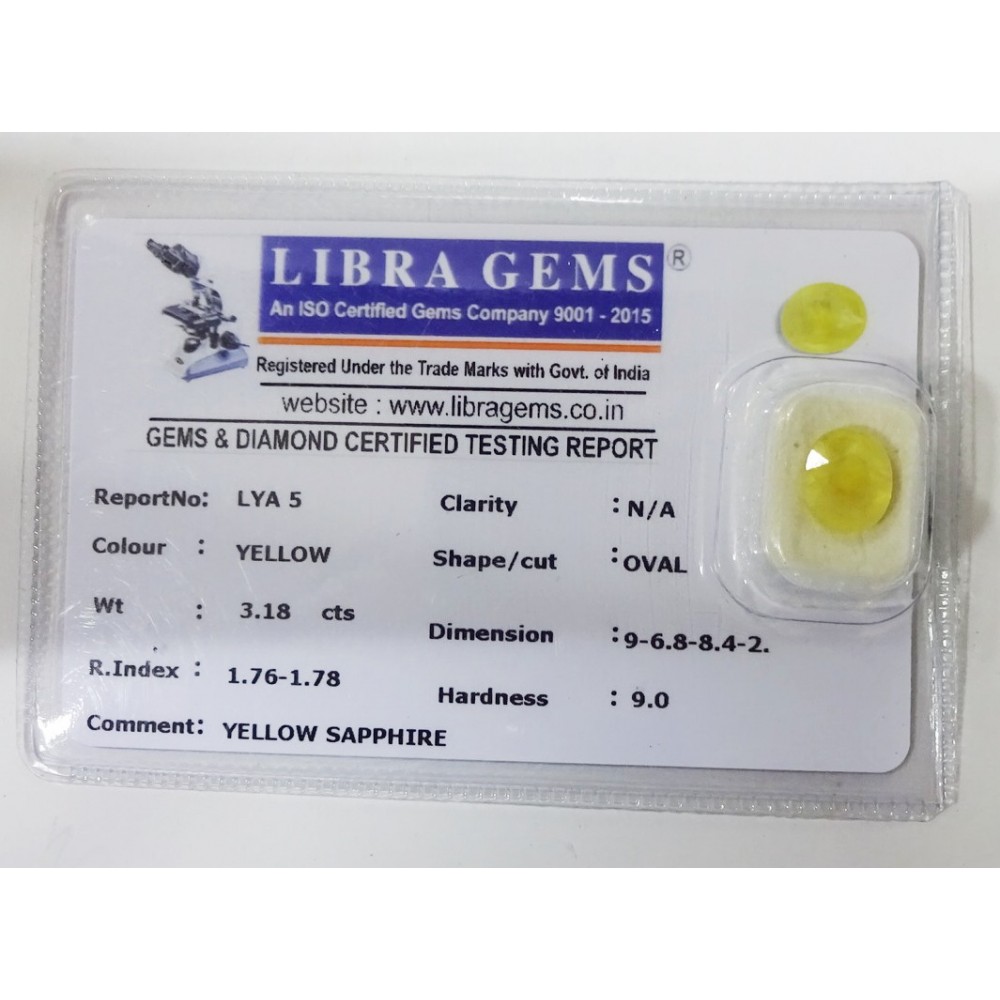 LIBRA GEMS ®
An ISO Certified Gems Company 9001 - 2015
Registered Under the Trade Marks with Govt. of India
website : www.libragems.co.in
GEMS & DIAMOND CERTIFIED TESTING REPORT
ReportNo: LYA 5
Colour : YELLOW
Wt : 3.18 cts
R.Index : 1.76-1.78
Comment: YELLOW SAPPHIRE
Clarity : N/A
Shape/cut : OVAL
Dimension : 9-6.8-8.4-2.
Hardness : 9.0